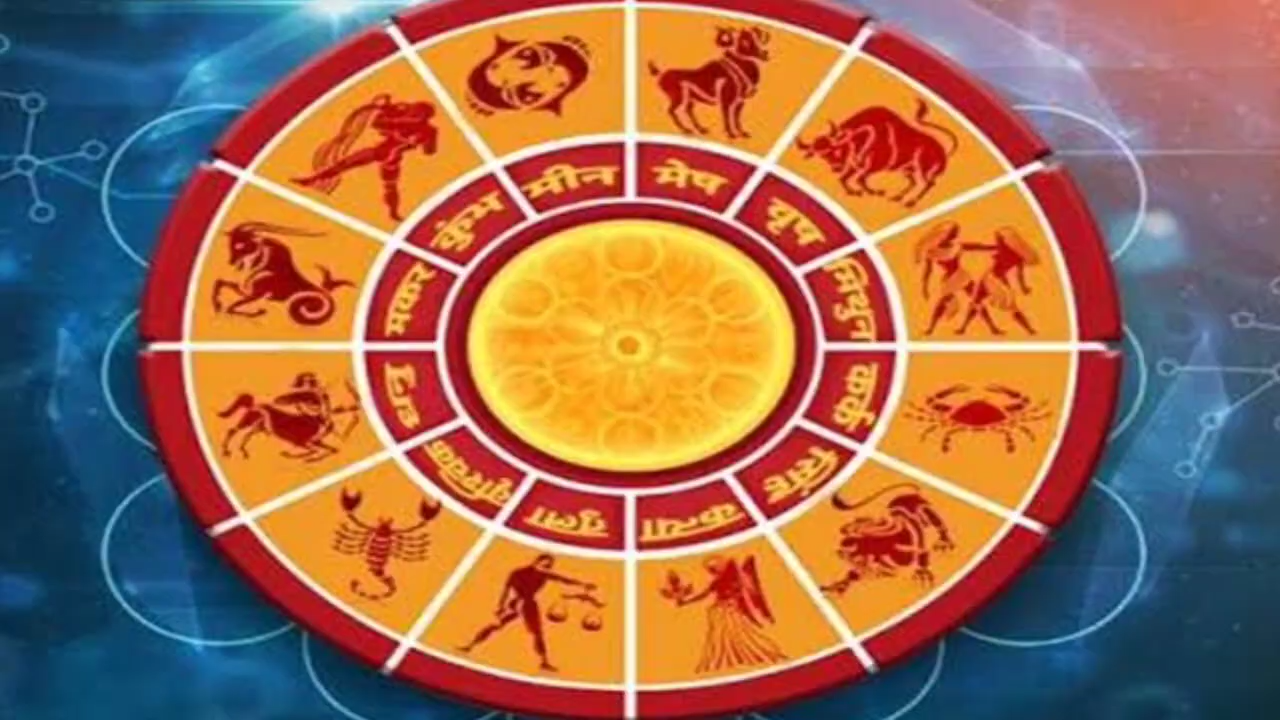 मेष
वृष
मिथुन
कर्क
सिंह
कन्या
तुला
वृश्चिक
धनु
मकर
कुंभ
मीन